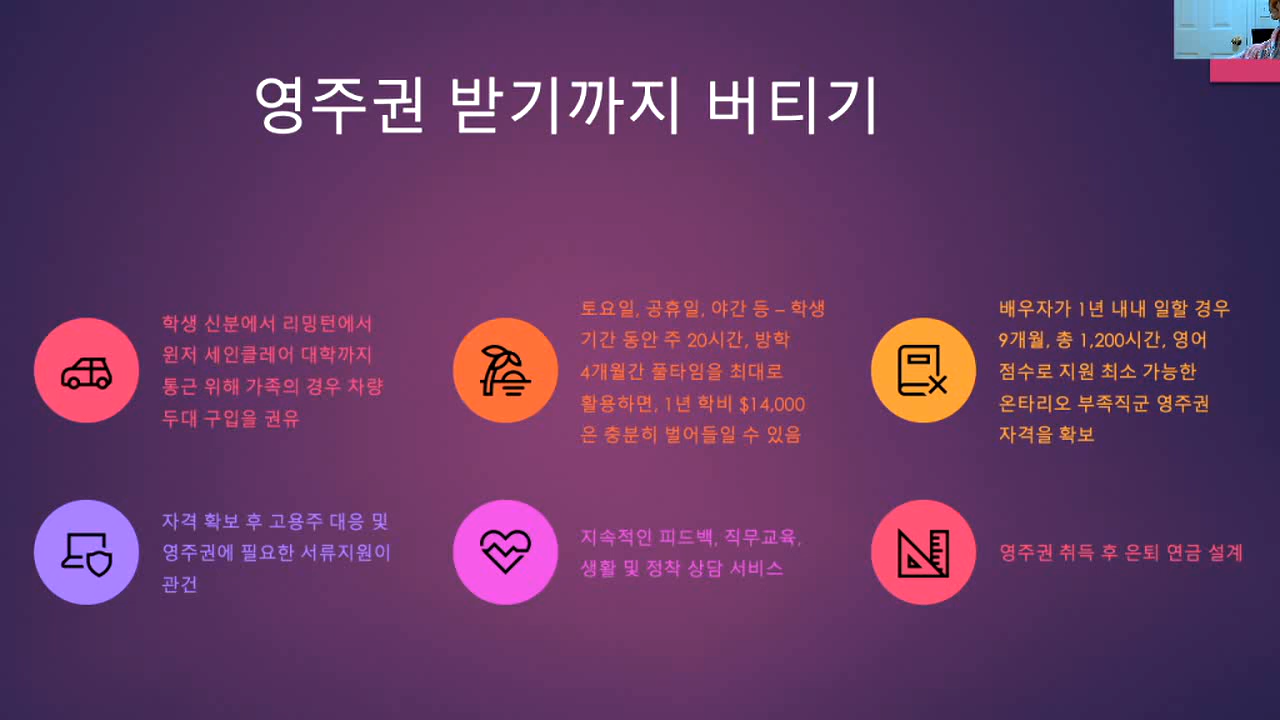 영주권 받기까지 버티기
학생 신분에서 리밍턴에서
윈저 세인클레어 대학까지
통근 위해 가족의 경우 차량
두대 구입을 권유
토요일, 공휴일, 야간 등 – 학생
기간 동안 주 20시간, 방학
4개월간 풀타임을 최대로
활용하면, 1년 학비 $14,000
은 충분히 벌어들일 수 있음
배우자가 1년 내내 일할 경우
9개월, 총 1,200시간, 영어
점수로 지원 최소 가능한
온타리오 부족직군 영주권
자격을 확보
자격 확보 후 고용주 대응 및
영주권에 필요한 서류지원이
관건
지속적인 피드백, 직무교육,
생활 및 정착 상담 서비스
영주권 취득 후 은퇴 연금 설계